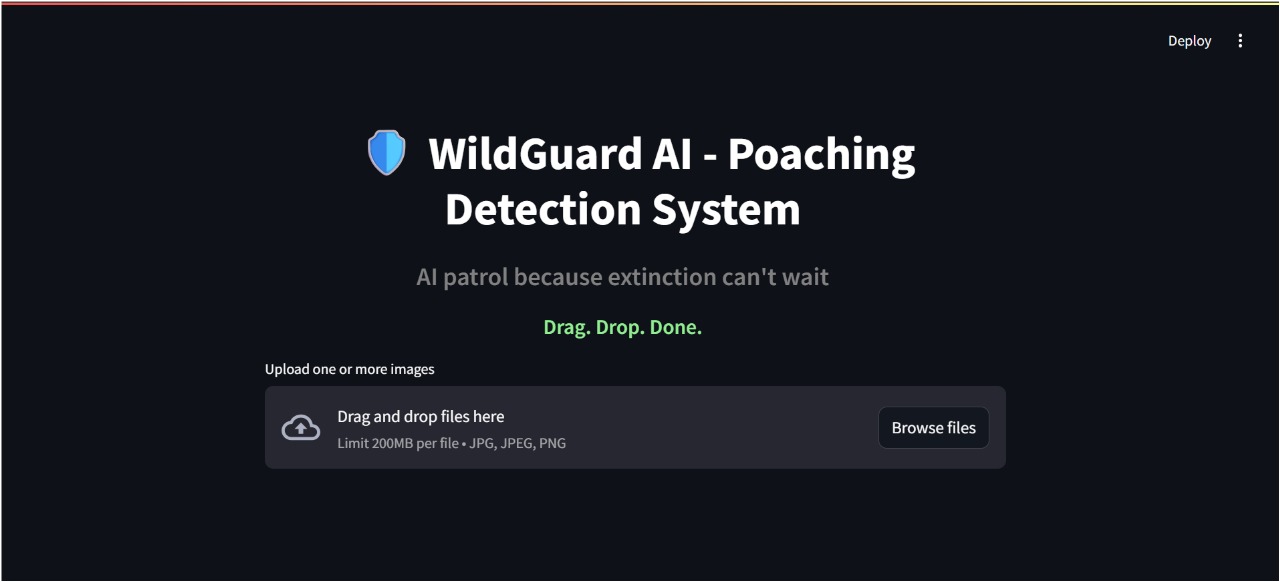 Deploy
WildGuard AI - Poaching
Detection System
AI patrol because extinction can't wait
Drag. Drop. Done.
Upload one or more images
Drag and drop files here
Limit 200MB per file • JPG, JPEG, PNG
Browse files